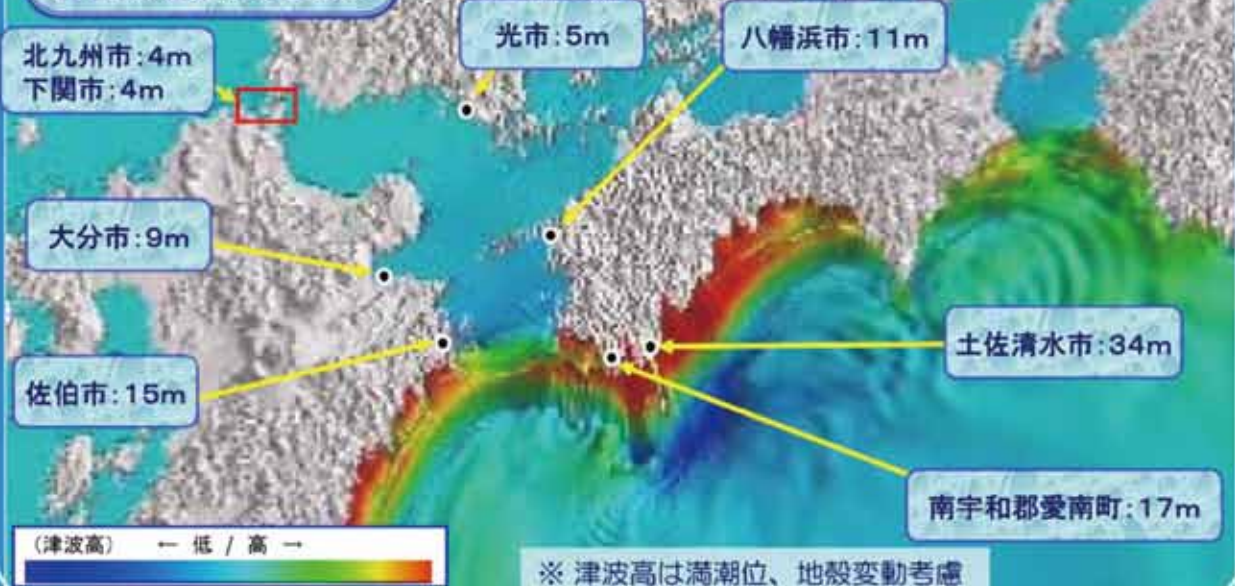 北九州市：4m
下関市：4m
光市：5m
八幡浜市：11m
大分市：9m
佐伯市：15m
土佐清水市：34m
南宇和郡愛南町：17m
（津波高） ← 低 / 高 →
※ 津波高は満潮位、地殻変動考慮